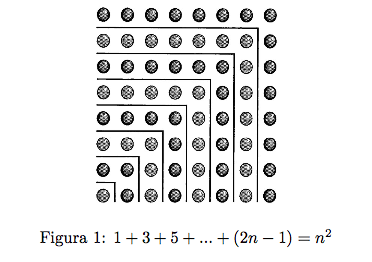 Figura 1: 1 + 3 + 5 + ... + (2n − 1) = n²